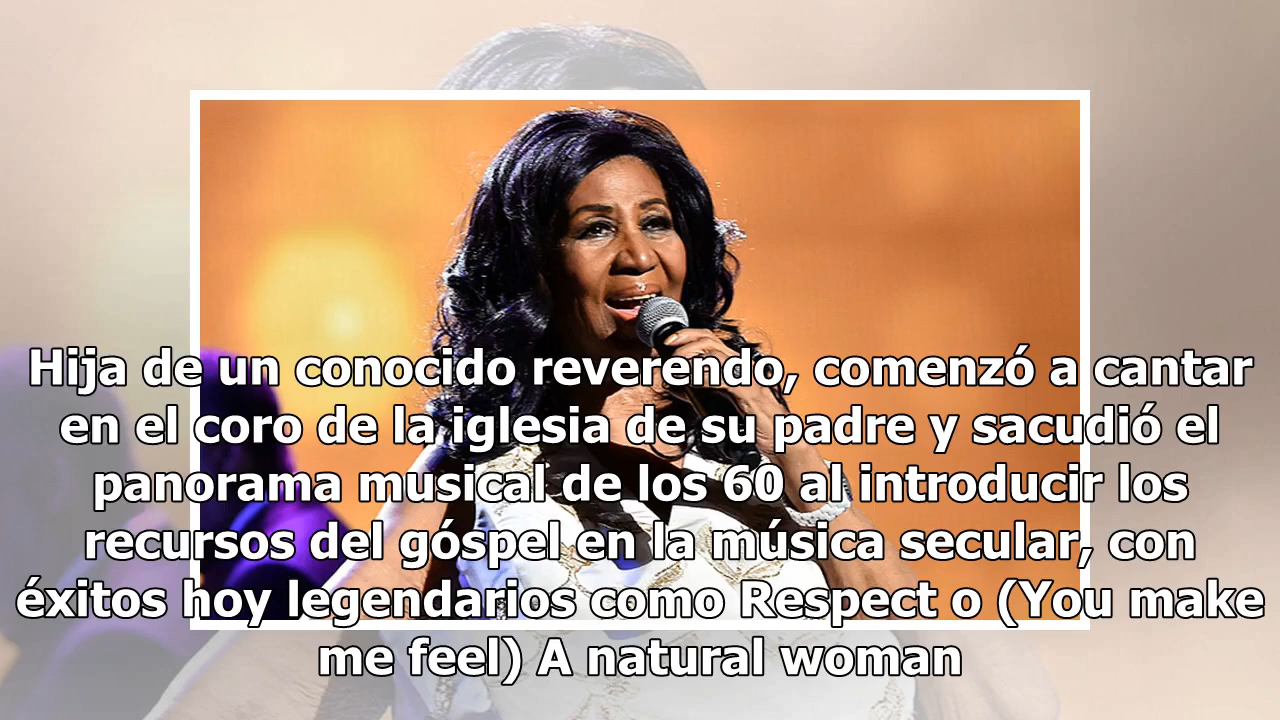 Hija de un conocido reverendo, comenzó a cantar
en el coro de la iglesia de su padre y sacudió el
panorama musical de los 60 al introducir los
recursos del góspel en la música secular, con
éxitos hoy legendarios como Respect o (You make
me feel) A natural woman